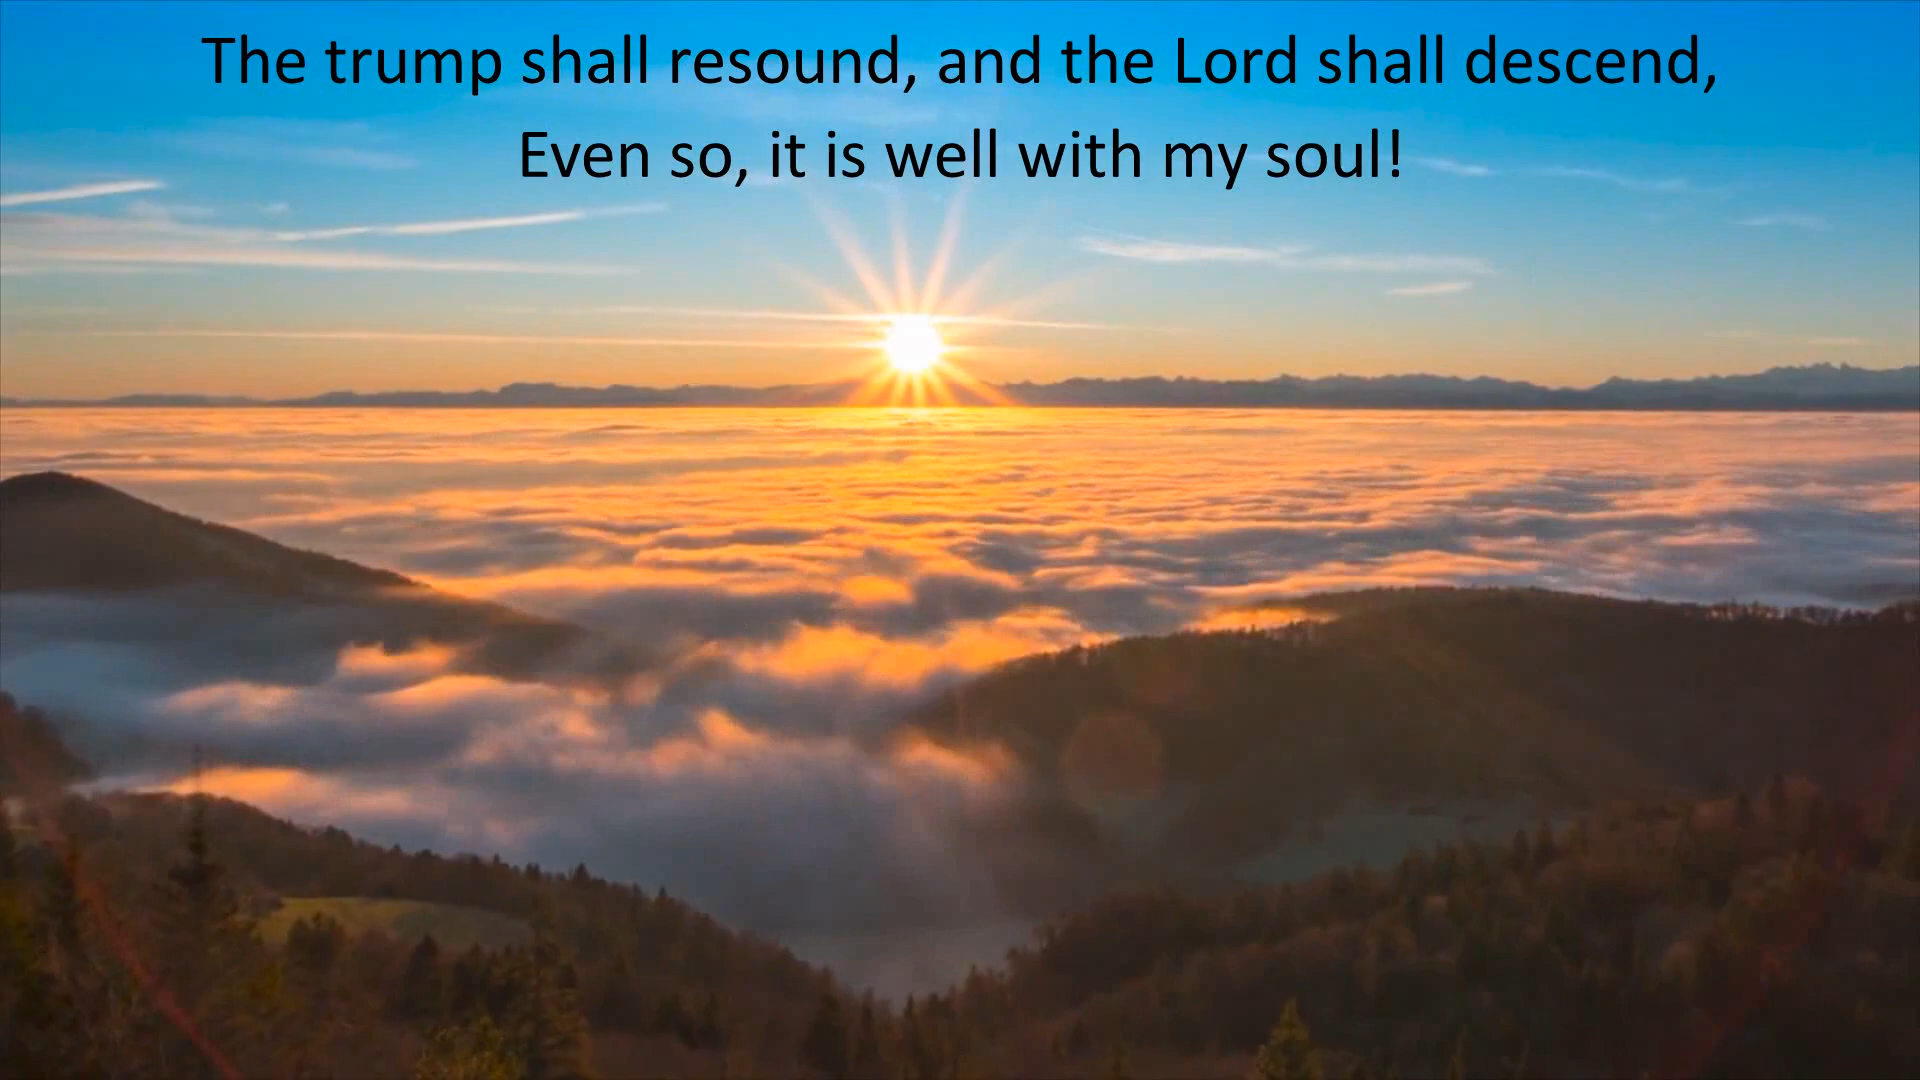 The trump shall resound, and the Lord shall descend,
Even so, it is well with my soul!